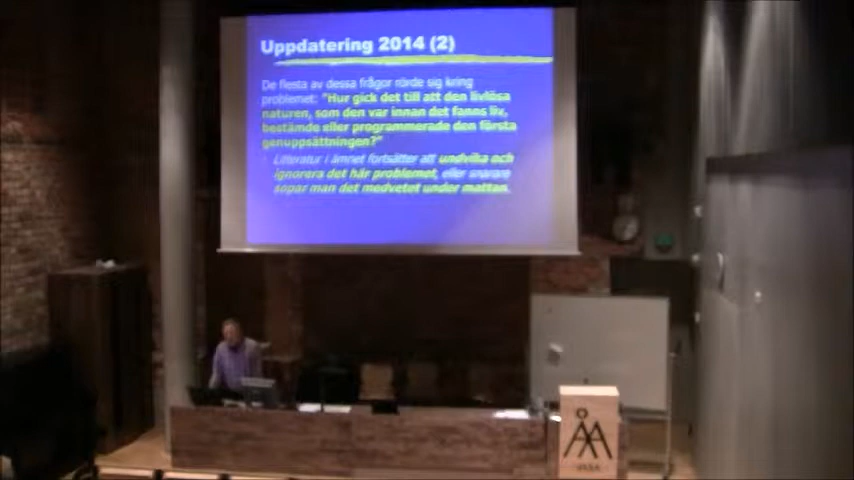 Uppdatering 2014 (2)
De flesta av dessa frågor rörde sig kring
problemet: "Hur gick det till att den livlösa
naturen, som den var innan det fanns liv,
bestämde eller programmerade den första
genuppsättningen?"
Litteratur i ämnet fortsätter att undvika och
ignorera det här problemet, eller snarare
sopar man det medvetet under mattan.